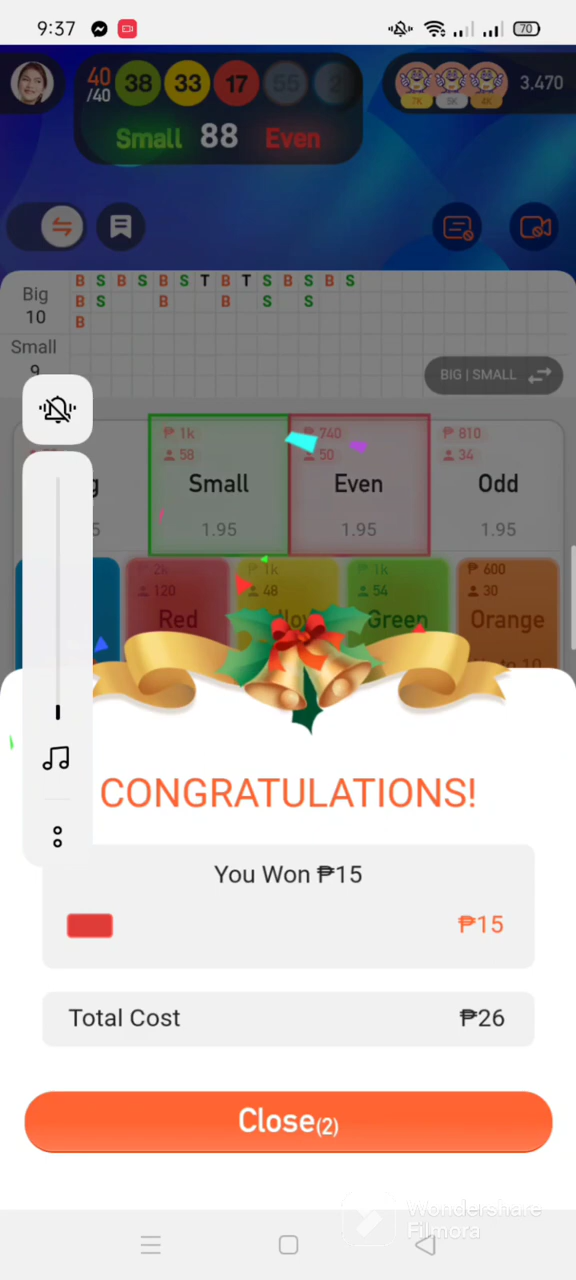 9:37
70
40 38 33 17 55 2
/40
Small 88 Even
7K 5K 4K
3.470
B S B S B S T B T S B S B S
B S B B S S
B
Big
10
Small
9
BIG | SMALL
₱ 1k ₱ 740 ₱ 810
58 50 34
Small Even Odd
1.95 1.95 1.95
₱ 2k ₱ 1k ₱ 1k ₱ 600
120 48 54 30
Red Green Orange
CONGRATULATIONS!
You Won ₱15
₱15
Total Cost ₱26
Close(2)
Wondershare
Filmora